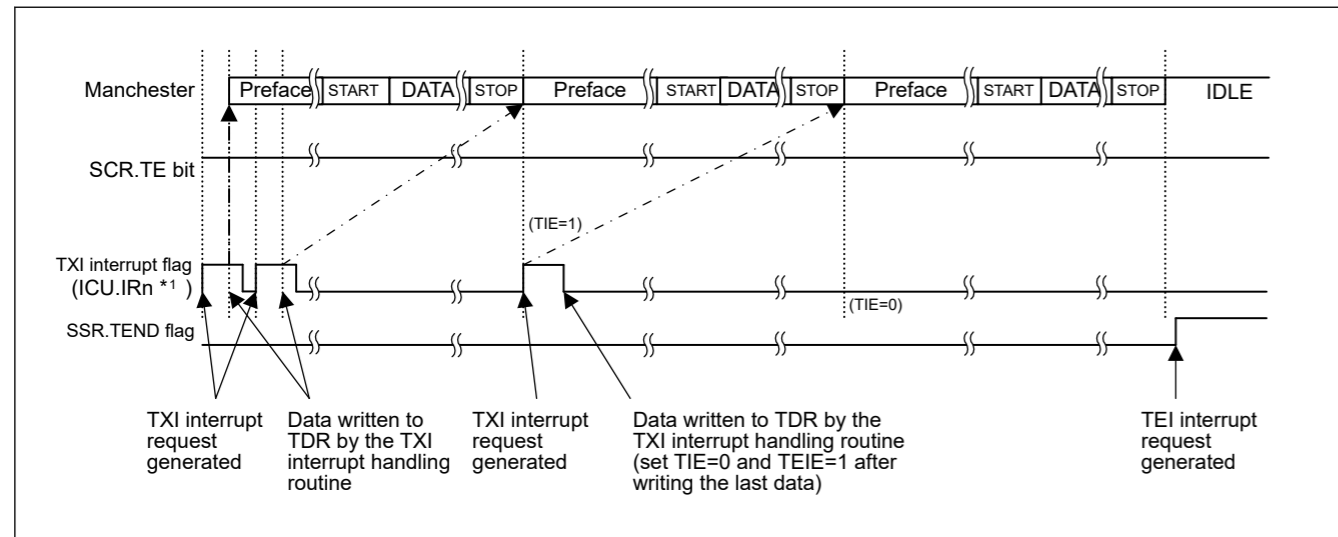 Manchester Preface START DATA STOP Preface START DATA STOP Preface START DATA STOP IDLE
SCR.TE bit
(TIE=1)
TXI interrupt flag
(ICU.IRn *1 )
(TIE=0)
SSR.TEND flag
TXI interrupt
request
generated
Data written to
TDR by the TXI
interrupt handling
routine
TXI interrupt
request
generated
Data written to TDR by the
TXI interrupt handling routine
(set TIE=0 and TEIE=1 after
writing the last data)
TEI interrupt
request
generated